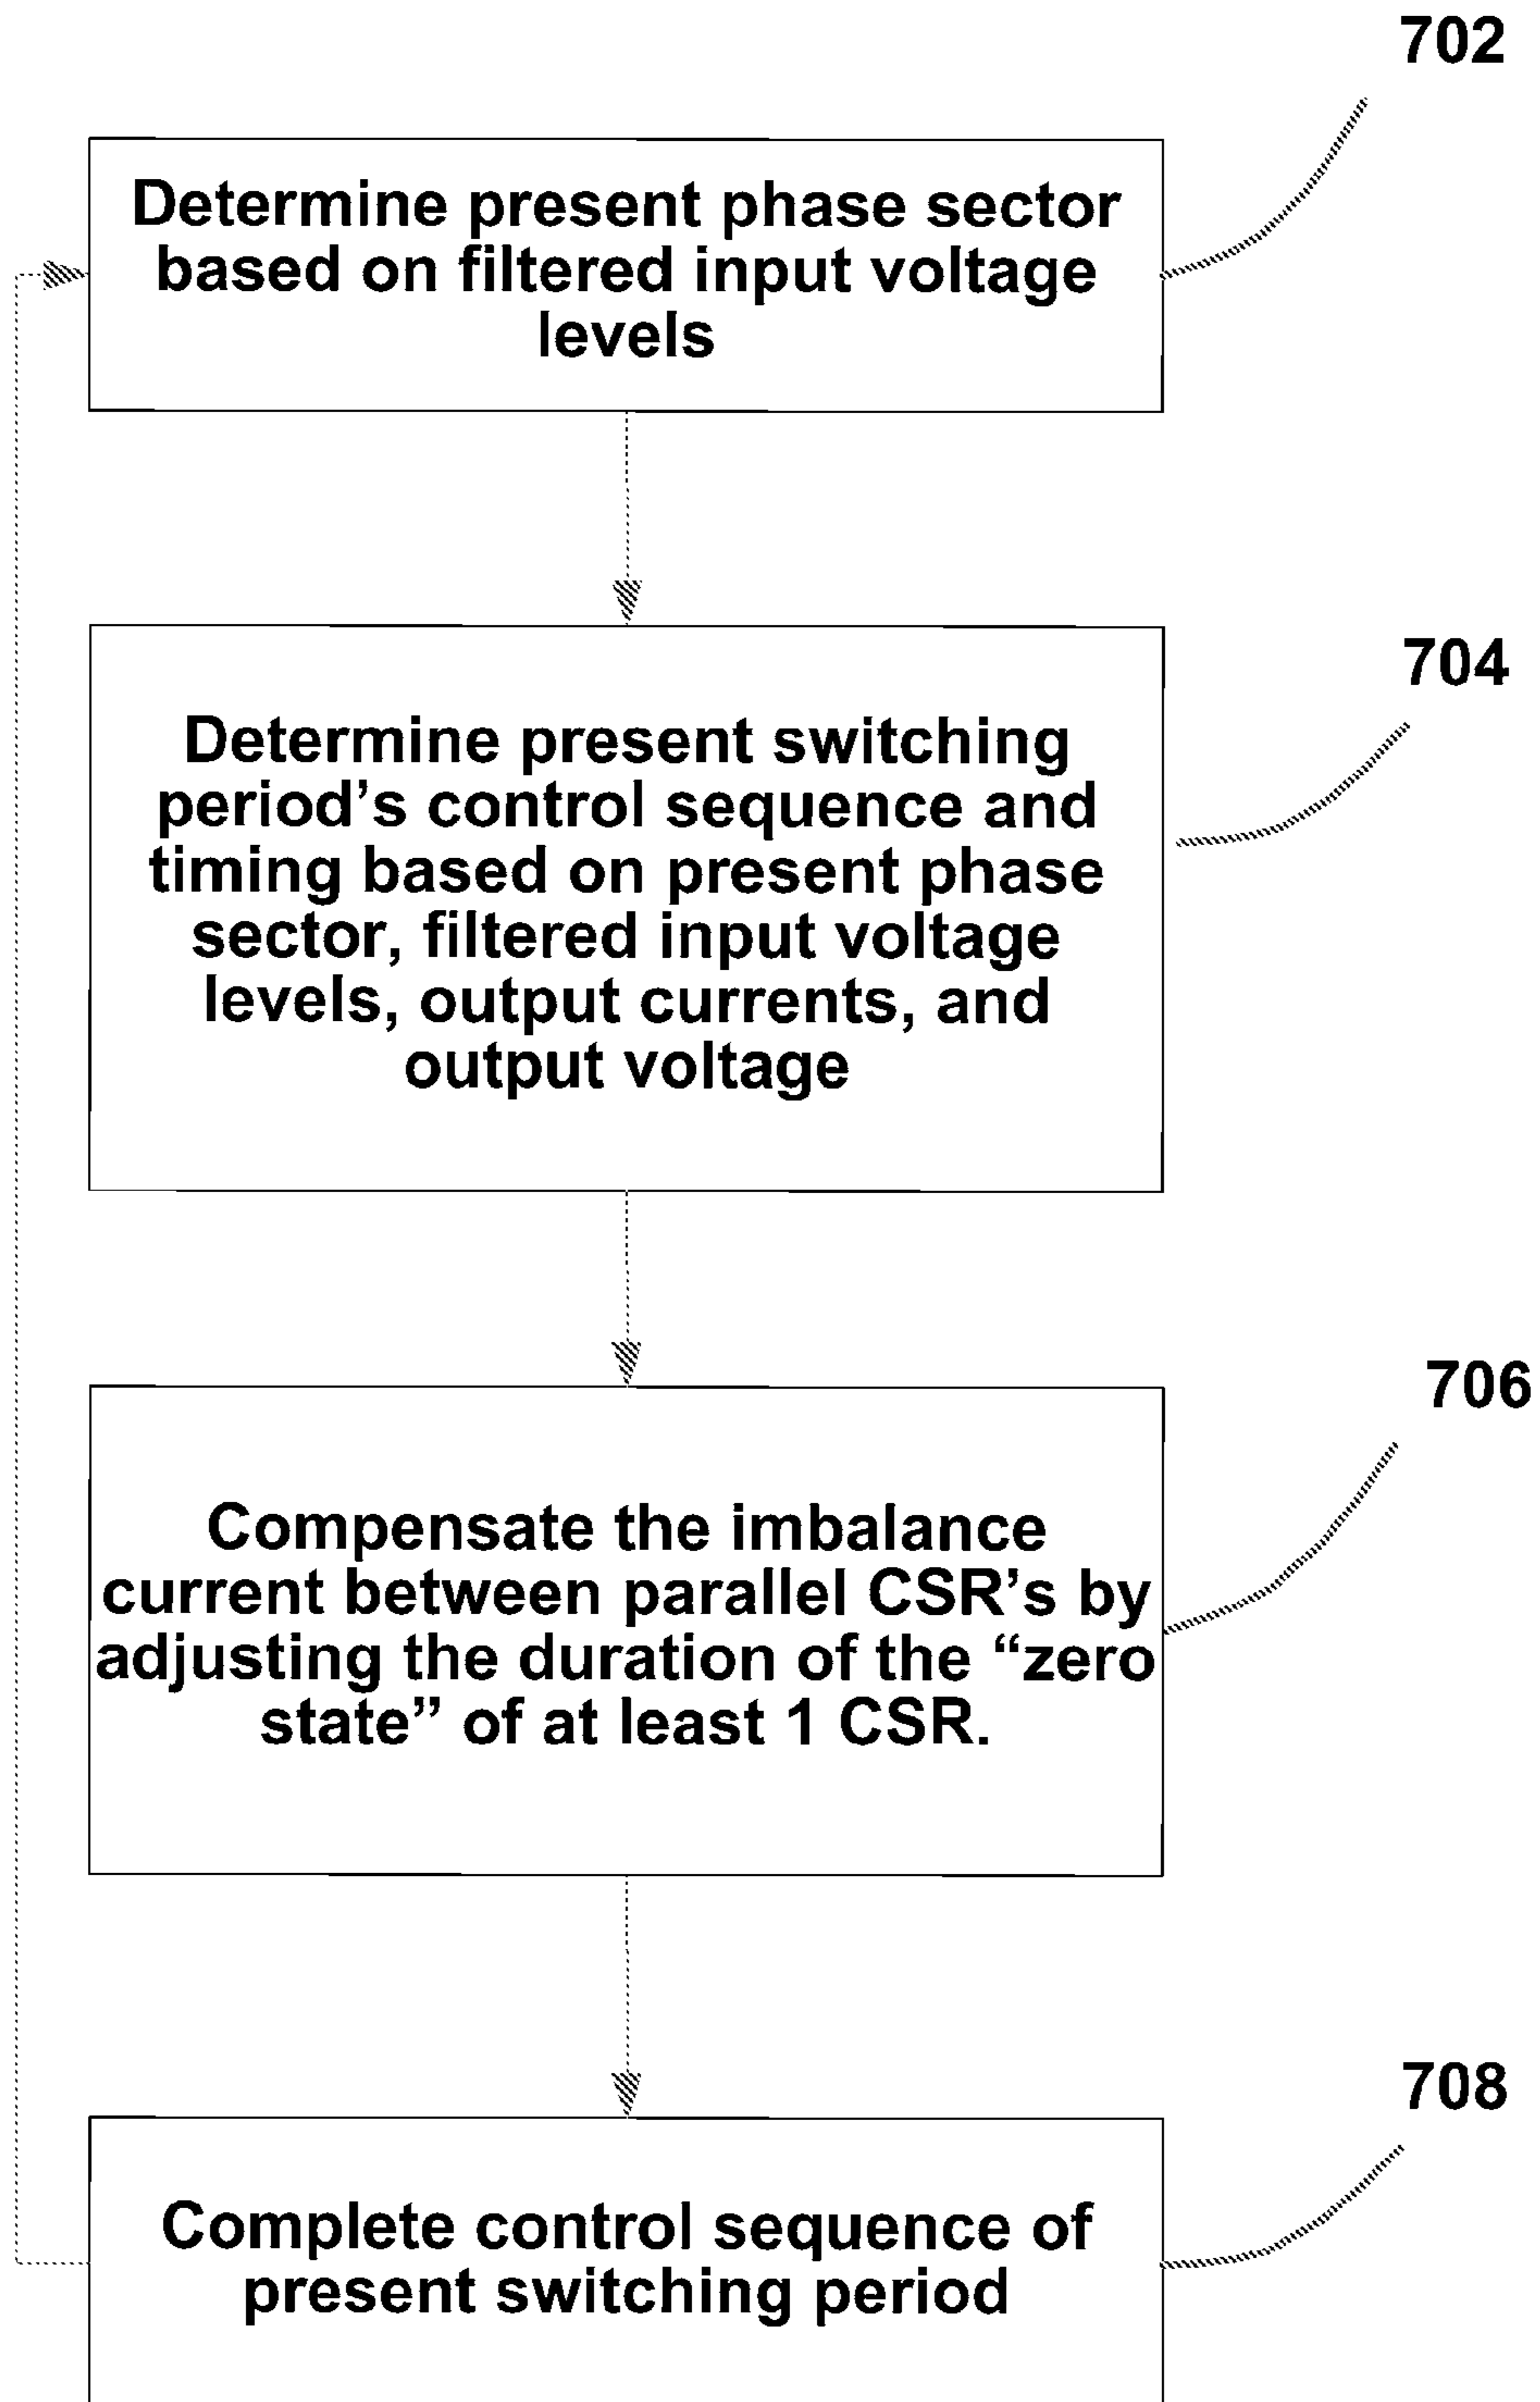 702
Determine present phase sector
based on filtered input voltage
levels
704
Determine present switching
period’s control sequence and
timing based on present phase
sector, filtered input voltage
levels, output currents, and
output voltage
706
Compensate the imbalance
current between parallel CSR’s by
adjusting the duration of the “zero
state” of at least 1 CSR.
708
Complete control sequence of
present switching period